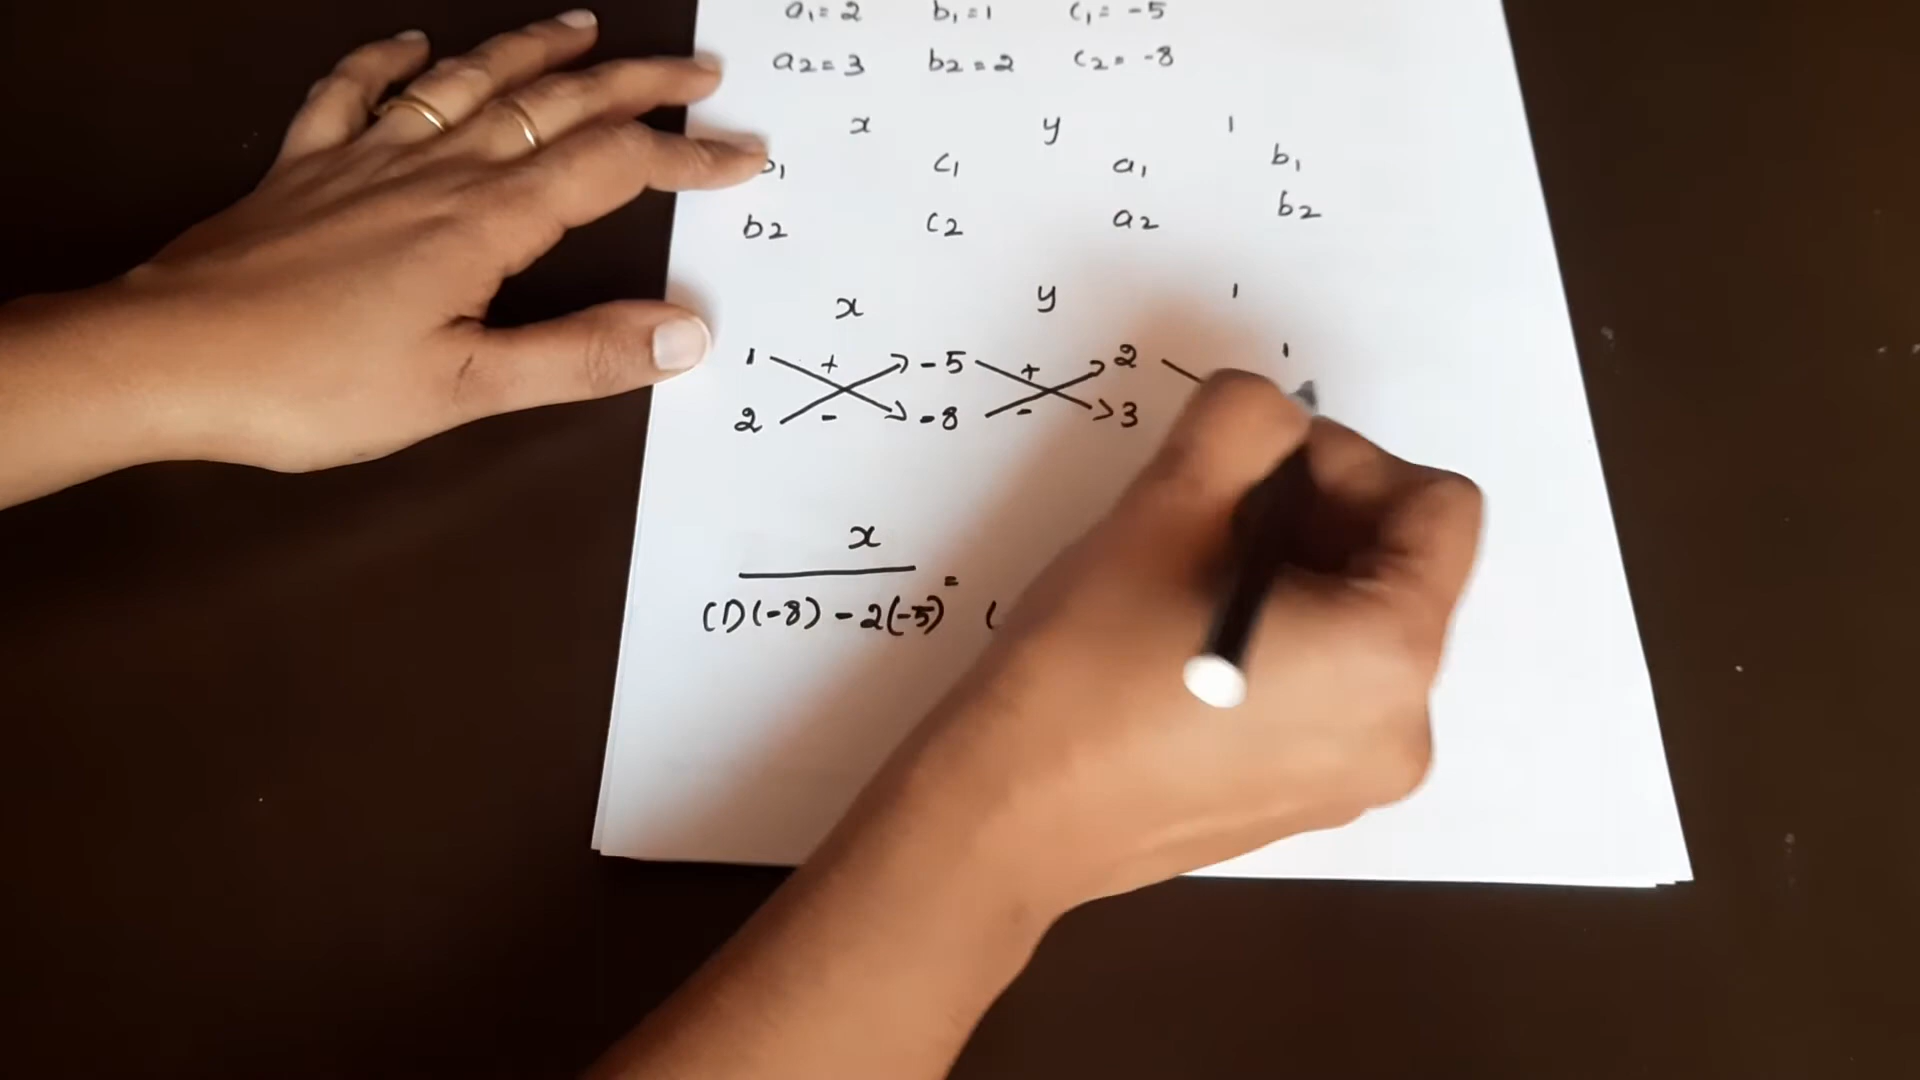 a1 = 2 b1 = 1 c1 = -5
a2 = 3 b2 = 2 c2 = -8
x y 1
b1 c1 a1 b1
b2 c2 a2 b2
x y 1
1 + -5 + 2 1
2 - -8 - 3
x
(1)(-8) - 2(-5) = (